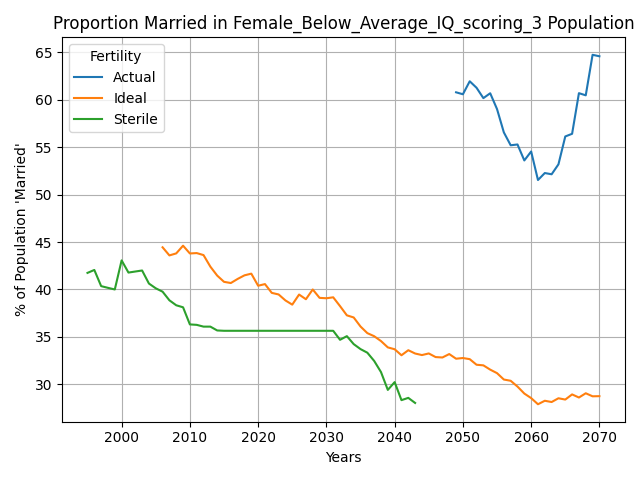 Proportion Married in Female_Below_Average_IQ_scoring_3 Population
% of Population 'Married'
65
60
55
50
45
40
35
30
Fertility
Actual
Ideal
Sterile
2000 2010 2020 2030 2040 2050 2060 2070
Years